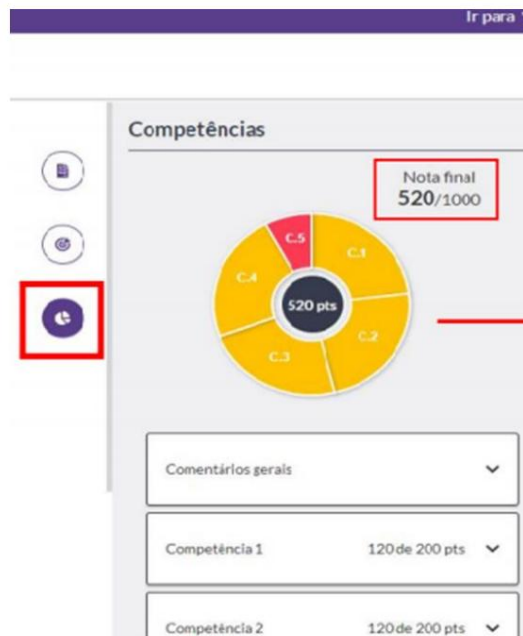 Ir para
Competências
Nota final
520/1000
C.5
C.1
C.4
520 pts
C.2
C.3
Comentários gerais
Competência 1 120 de 200 pts
Competência 2 120 de 200 pts